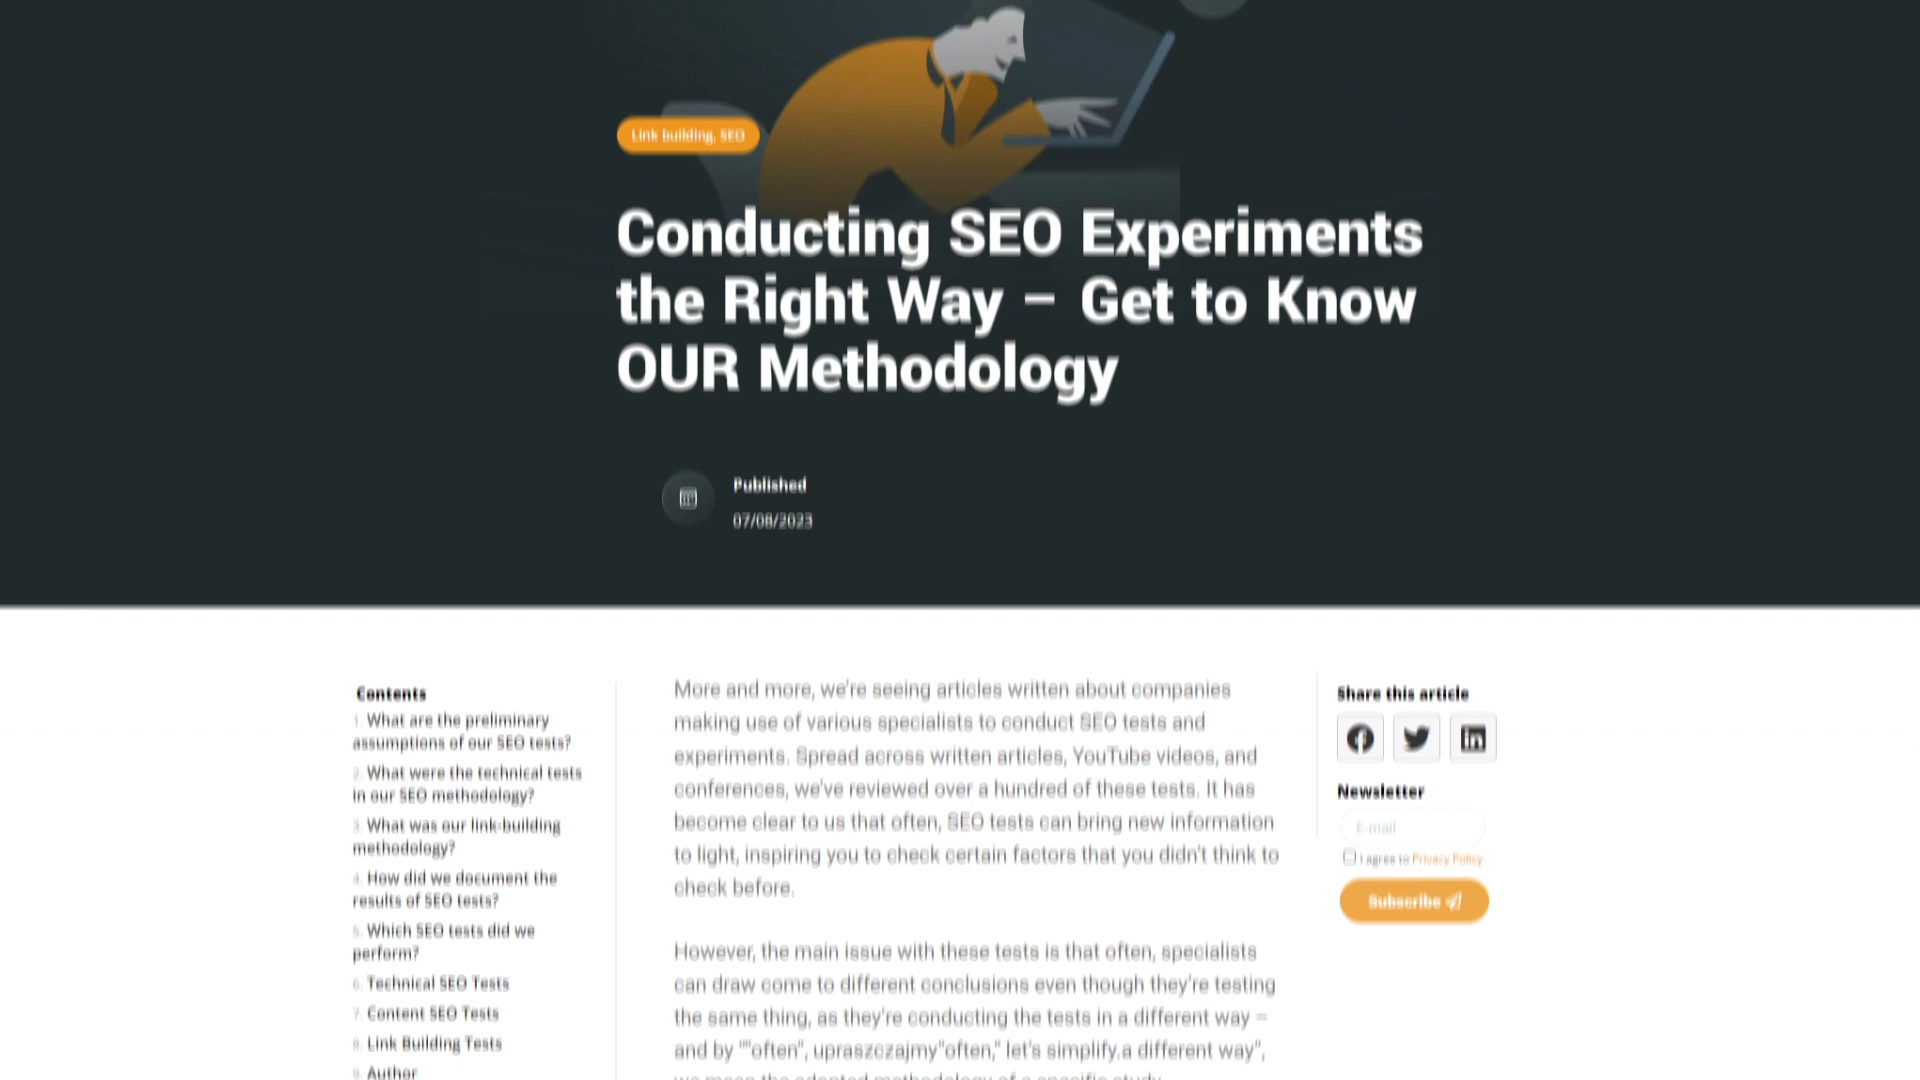 Link building, SEO
Conducting SEO Experiments
the Right Way – Get to Know
OUR Methodology
Published
07/08/2023
Contents
1. What are the preliminary
assumptions of our SEO tests?
2. What were the technical tests
in our SEO methodology?
3. What was our link-building
methodology?
4. How did we document the
results of SEO tests?
5. Which SEO tests did we
perform?
6. Technical SEO Tests
7. Content SEO Tests
8. Link Building Tests
9. Author
More and more, we're seeing articles written about companies
making use of various specialists to conduct SEO tests and
experiments. Spread across written articles, YouTube videos, and
conferences, we've reviewed over a hundred of these tests. It has
become clear to us that often, SEO tests can bring new information
to light, inspiring you to check certain factors that you didn't think to
check before.
However, the main issue with these tests is that often, specialists
can draw come to different conclusions even though they're testing
the same thing, as they're conducting the tests in a different way =
and by ""often", upraszczajmy"often," let's simplify.a different way",
we mean the adopted methodology of a specific study.
Share this article
Newsletter
E-mail
I agree to Privacy Policy
Subscribe